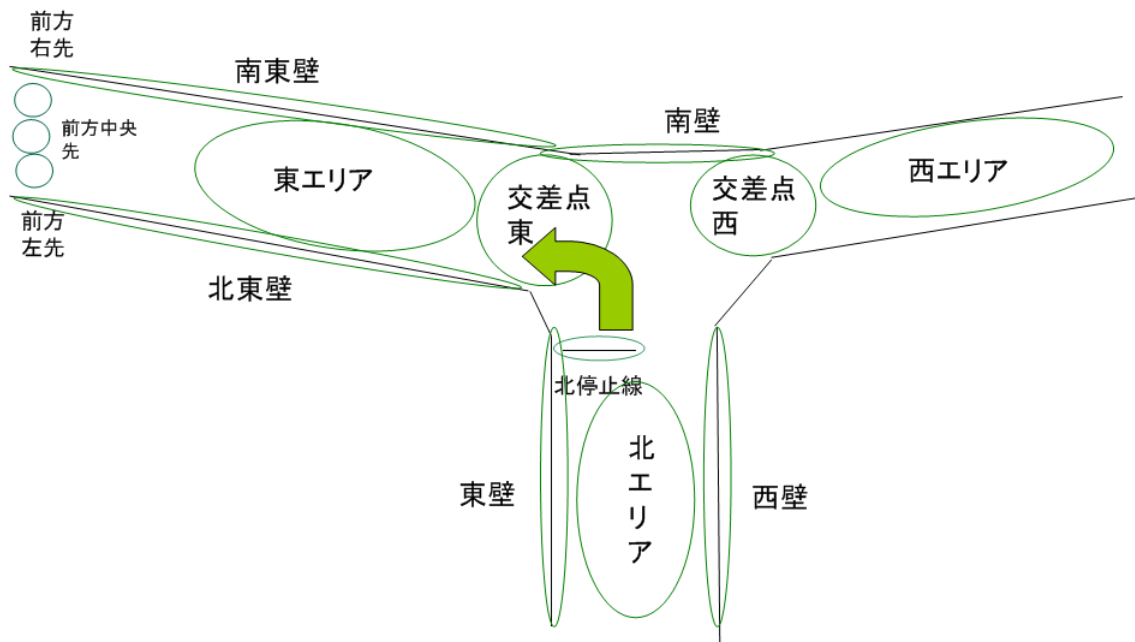 前方
右先
南東壁
南壁
前方中央
先
東エリア
交差点
東
交差点
西
西エリア
前方
左先
北東壁
北停止線
東壁
北エリア
西壁